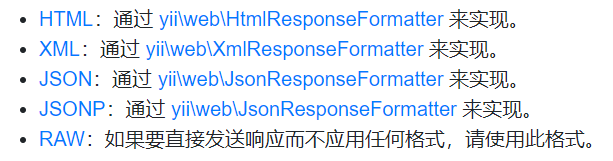 HTML：通过 yii\web\HtmlResponseFormatter 来实现。
XML：通过 yii\web\XmlResponseFormatter 来实现。
JSON：通过 yii\web\JsonResponseFormatter 来实现。
JSONP：通过 yii\web\JsonResponseFormatter 来实现。
RAW：如果要直接发送响应而不应用任何格式，请使用此格式。